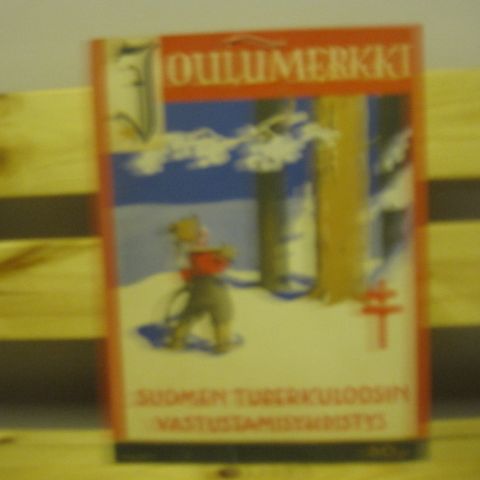 JOULUMERKKI
SUOMEN TUBERKULOOSIN
VASTUSTAMISYHDISTYS